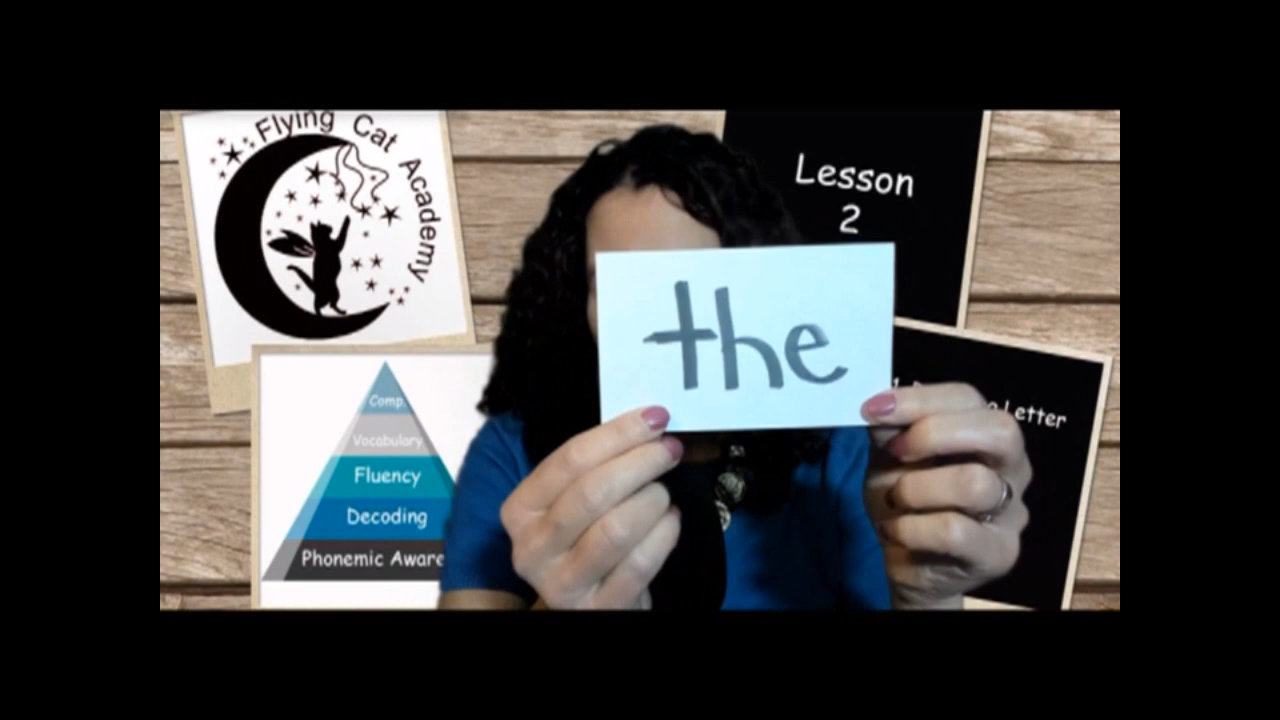 Flying Cat Academy
Lesson
2
the
Letter
Comp.
Vocabulary
Fluency
Decoding
Phonemic Aware